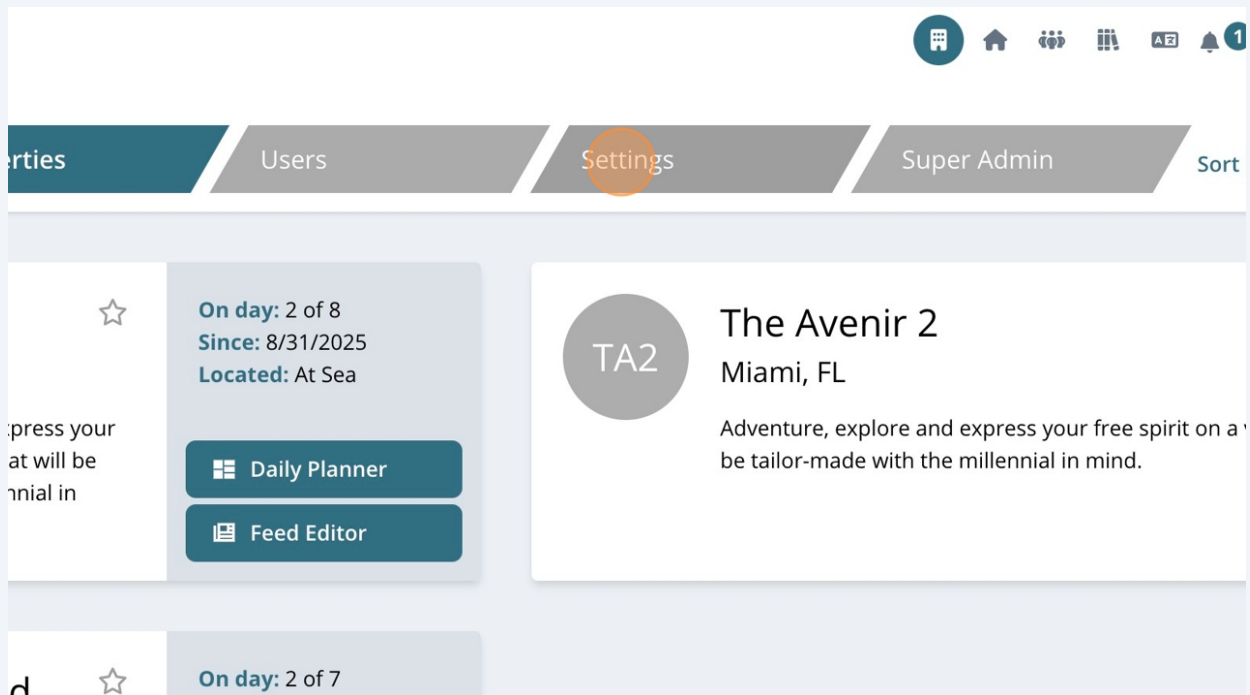 1
erties
Users
Settings
Super Admin
Sort
On day: 2 of 8
Since: 8/31/2025
Located: At Sea
press your
at will be
nnial in
Daily Planner
Feed Editor
TA2
The Avenir 2
Miami, FL
Adventure, explore and express your free spirit on a
be tailor-made with the millennial in mind.
d
On day: 2 of 7